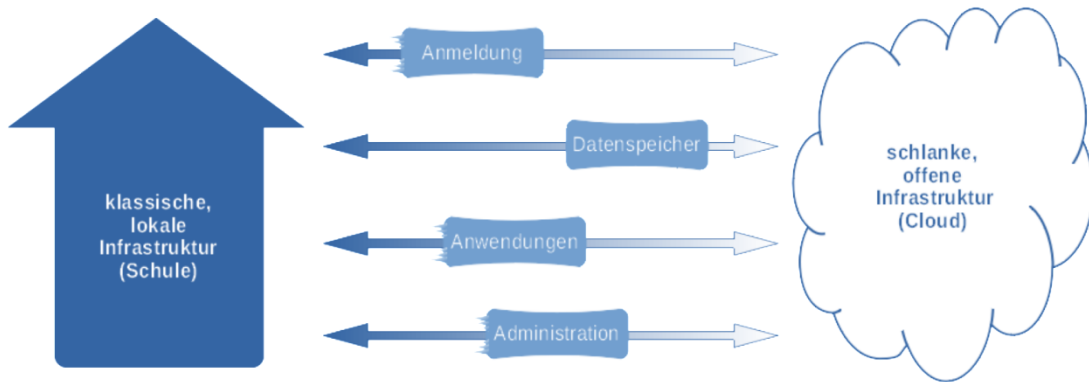 klassische,
lokale
Infrastruktur
(Schule)
Anmeldung
Datenspeicher
Anwendungen
Administration
schlanke,
offene
Infrastruktur
(Cloud)